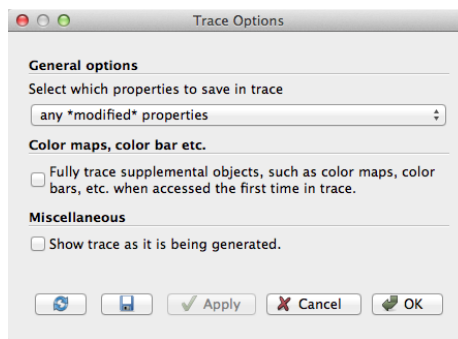 Trace Options
General options
Select which properties to save in trace
any *modified* properties
Color maps, color bar etc.
Fully trace supplemental objects, such as color maps, color
bars, etc. when accessed the first time in trace.
Miscellaneous
Show trace as it is being generated.
Apply Cancel OK